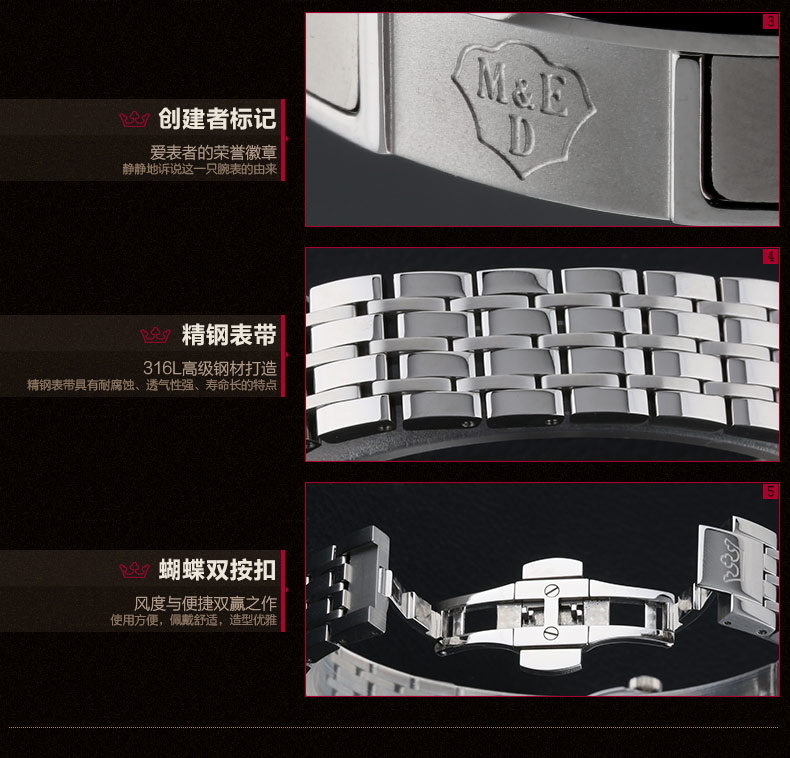 3
M & E
D
创建者标记
爱表者的荣誉徽章
静静地诉说这一只腕表的由来
4
精钢表带
316L高级钢材打造
精钢表带具有耐腐蚀、透气性强、寿命长的特点
5
蝴蝶双按扣
风度与便捷双赢之作
使用方便，佩戴舒适，造型优雅